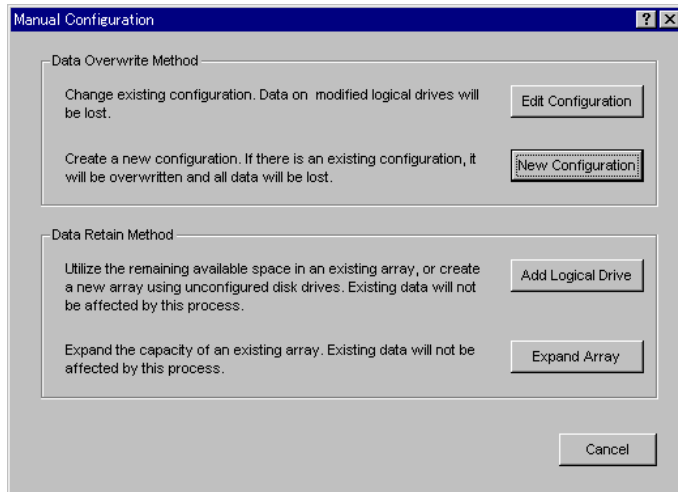 Manual Configuration
Data Overwrite Method
Change existing configuration. Data on modified logical drives will
be lost.
Edit Configuration
Create a new configuration. If there is an existing configuration, it
will be overwritten and all data will be lost.
New Configuration
Data Retain Method
Utilize the remaining available space in an existing array, or create
a new array using unconfigured disk drives. Existing data will not
be affected by this process.
Add Logical Drive
Expand the capacity of an existing array. Existing data will not be
affected by this process.
Expand Array
Cancel